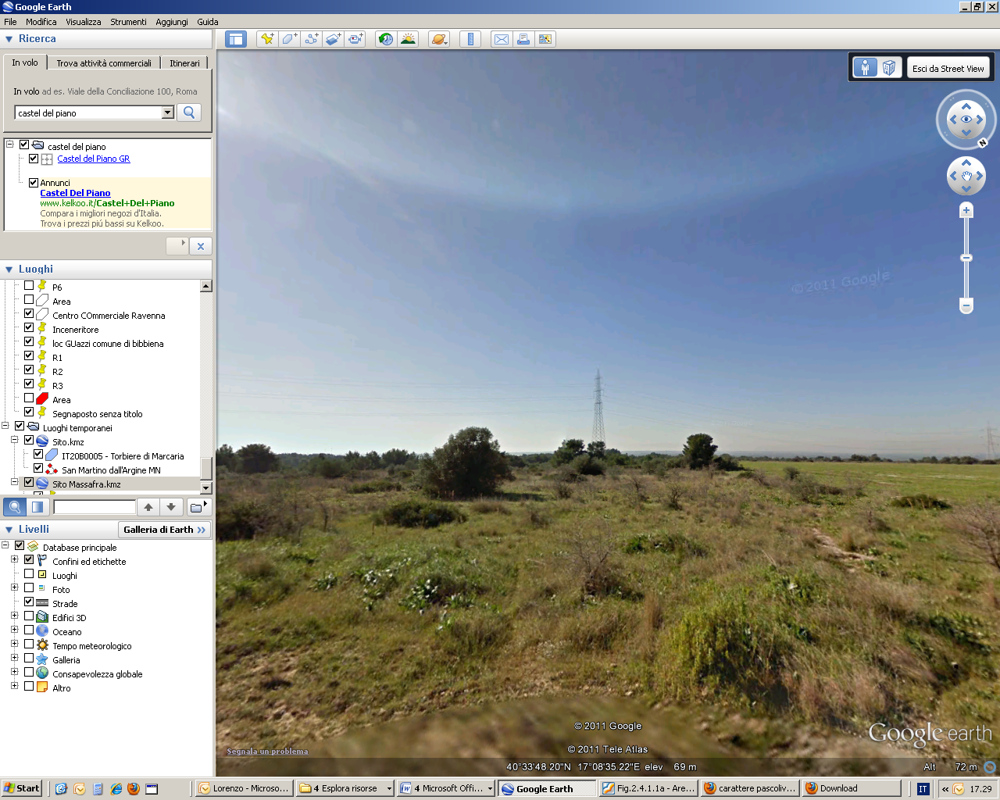 Google Earth
File Modifica Visualizza Strumenti Aggiungi Guida
Ricerca
In volo Trova attività commerciali Itinerari
In volo ad es. Viale della Conciliazione 100, Roma
castel del piano
castel del piano
Castel del Piano GR
Annunci
Castel Del Piano
www.kelkoo.it/Castel+Del+Piano
Compara i migliori negozi d'Italia.
Trova i prezzi piú bassi su Kelkoo.
Luoghi
P6
Area
Centro COmmerciale Ravenna
Inceneritore
loc GUazzi comune di bibbiena
R1
R2
R3
Area
Segnaposto senza titolo
Luoghi temporanei
Sito.kmz
IT20B0005 - Torbiere di Marcaria
San Martino dall'Argine MN
Sito Massafra.kmz
Livelli Galleria di Earth »
Database principale
Confini ed etichette
Luoghi
Foto
Strade
Edifici 3D
Oceano
Tempo meteorologico
Galleria
Consapevolezza globale
Altro
Esci da Street View
N
© 2011 Google
© 2011 Google
© 2011 Tele Atlas
Google earth
Segnala un problema
40°33'48.20"N 17°08'35.22"E elev 69 m Alt 72 m
Start Lorenzo - Microso... 4 Esplora risorse 4 Microsoft Offi... Google Earth Fig.2.4.1.1a - Are... carattere pascoliv... Download IT « 17.29